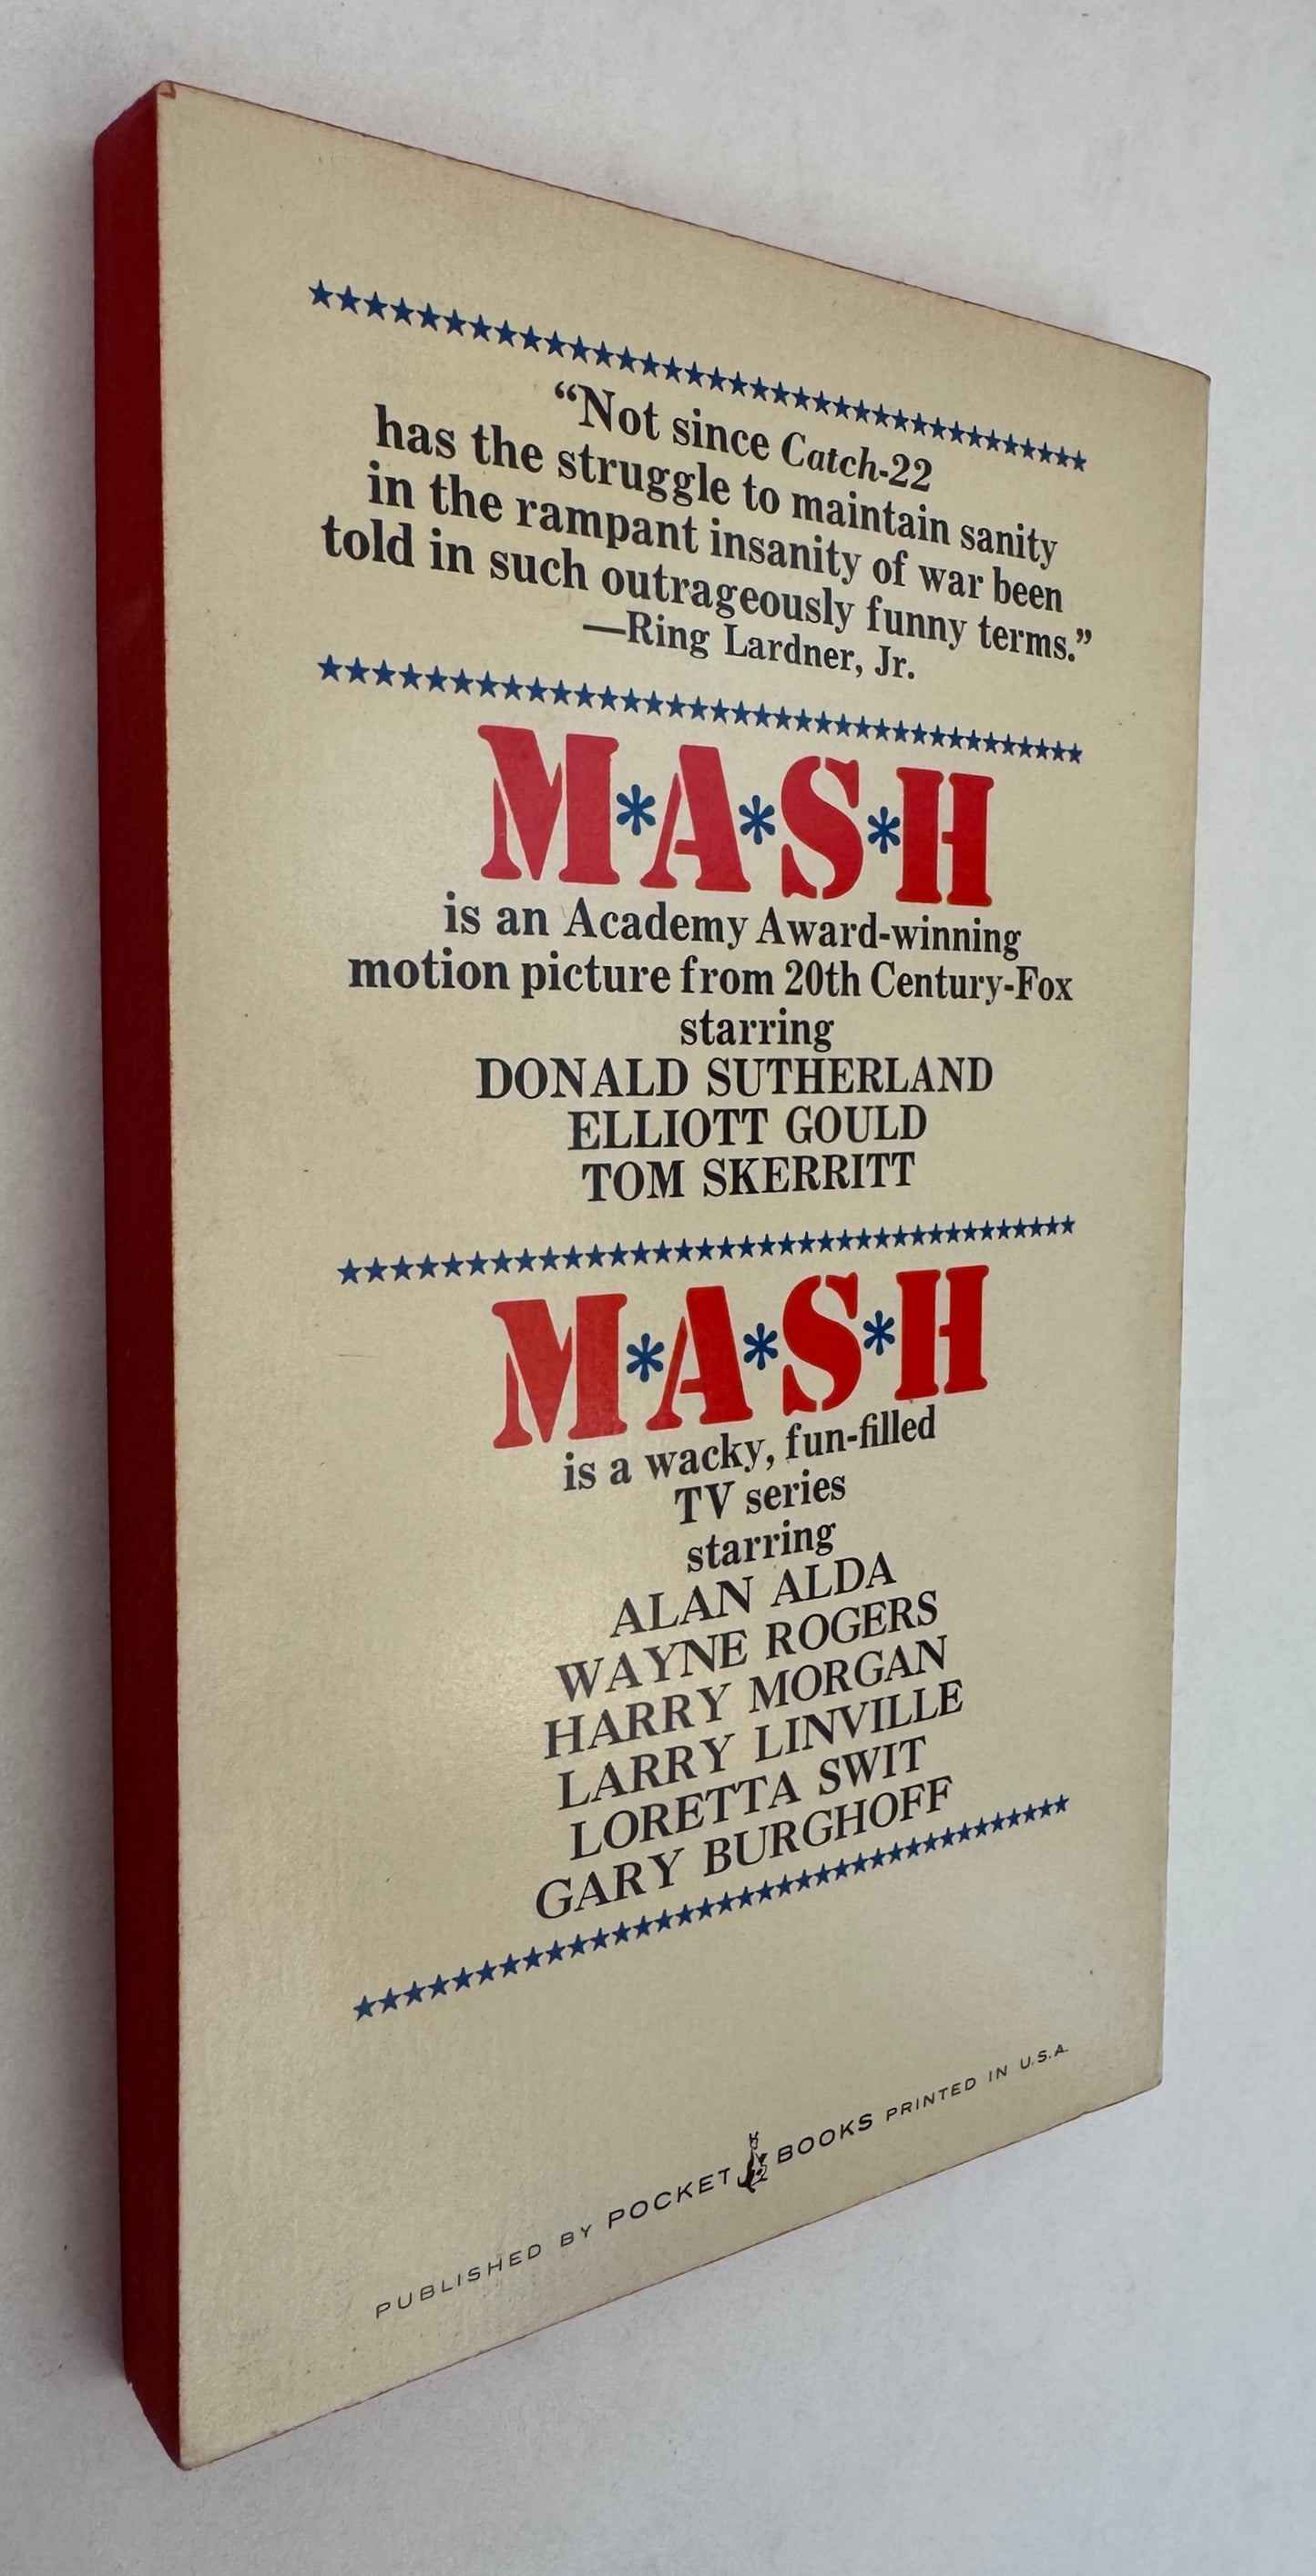 “Not since Catch-22
has the struggle to maintain sanity
in the rampant insanity of war been
told in such outrageously funny terms.”
—Ring Lardner, Jr.
M*A*S*H
is an Academy Award-winning
motion picture from 20th Century-Fox
starring
DONALD SUTHERLAND
ELLIOTT GOULD
TOM SKERRITT
M*A*S*H
is a wacky, fun-filled
TV series
starring
ALAN ALDA
WAYNE ROGERS
HARRY MORGAN
LARRY LINVILLE
LORETTA SWIT
GARY BURGHOFF
PUBLISHED BY POCKET BOOKS PRINTED IN U.S.A.